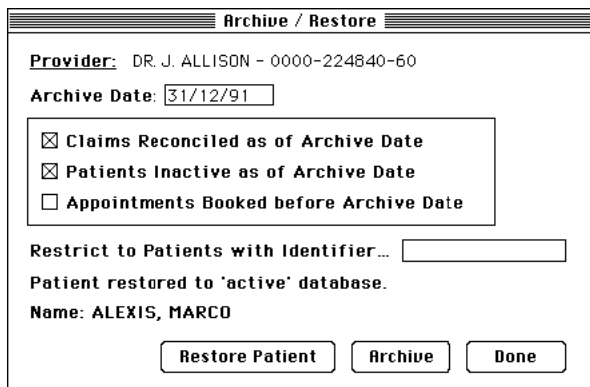 Archive / Restore
Provider: DR. J. ALLISON - 0000-224840-60
Archive Date: 31/12/91
Claims Reconciled as of Archive Date
Patients Inactive as of Archive Date
Appointments Booked before Archive Date
Restrict to Patients with Identifier...
Patient restored to 'active' database.
Name: ALEXIS, MARCO
Restore Patient Archive Done